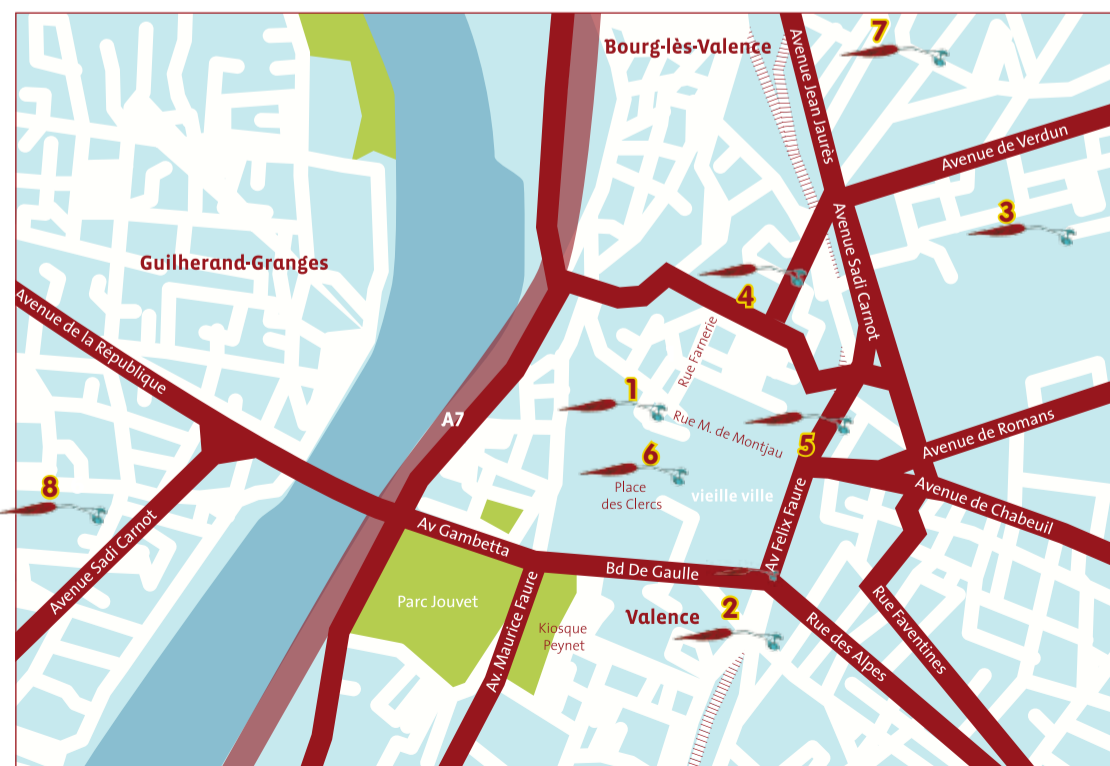 Bourg-lès-Valence
7
Avenue Jean Jaurès
Avenue de Verdun
3
Avenue Sadi Carnot
Guilherand-Granges
4
Avenue de la République
Rue Farnerie
1
A7
Rue M. de Montjau
5
Avenue de Romans
6
Place
des Clercs
vieille ville
8
Avenue de Chabeuil
Av Felix Faure
Avenue Sadi Carnot
Av Gambetta
Bd De Gaulle
Parc Jouvet
Av. Maurice Faure
Kiosque
Peynet
Valence
2
Rue des Alpes
Rue Faventines